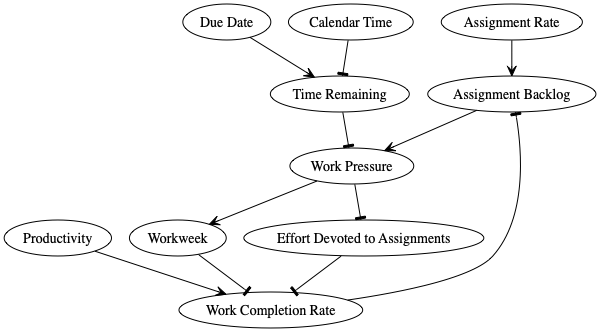 Due Date
Calendar Time
Assignment Rate
Time Remaining
Assignment Backlog
Work Pressure
Productivity
Workweek
Effort Devoted to Assignments
Work Completion Rate